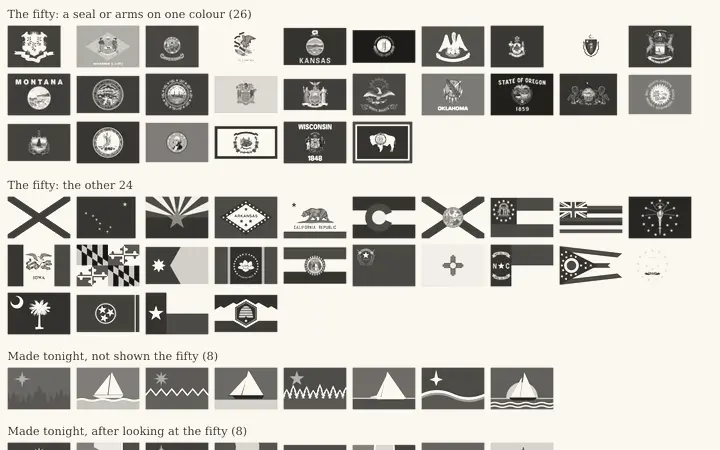 The fifty: a seal or arms on one colour (26)
KANSAS
MONTANA
OKLAHOMA
STATE OF OREGON
1859
WISCONSIN
1848
The fifty: the other 24
ARKANSAS
CALIFORNIA REPUBLIC
IOWA
N C
Made tonight, not shown the fifty (8)
Made tonight, after looking at the fifty (8)